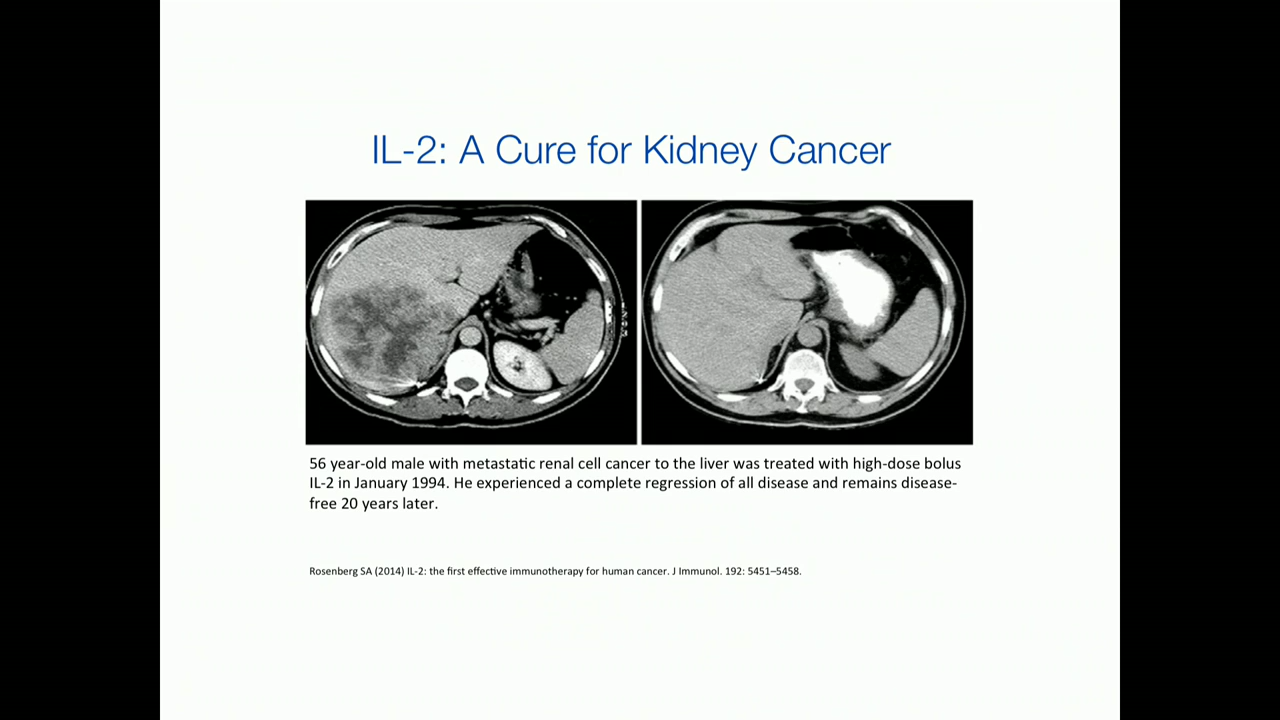 IL-2: A Cure for Kidney Cancer
56 year-old male with metastatic renal cell cancer to the liver was treated with high-dose bolus
IL-2 in January 1994. He experienced a complete regression of all disease and remains disease-
free 20 years later.
Rosenberg SA (2014) IL-2: the first effective immunotherapy for human cancer. J Immunol. 192: 5451–5458.